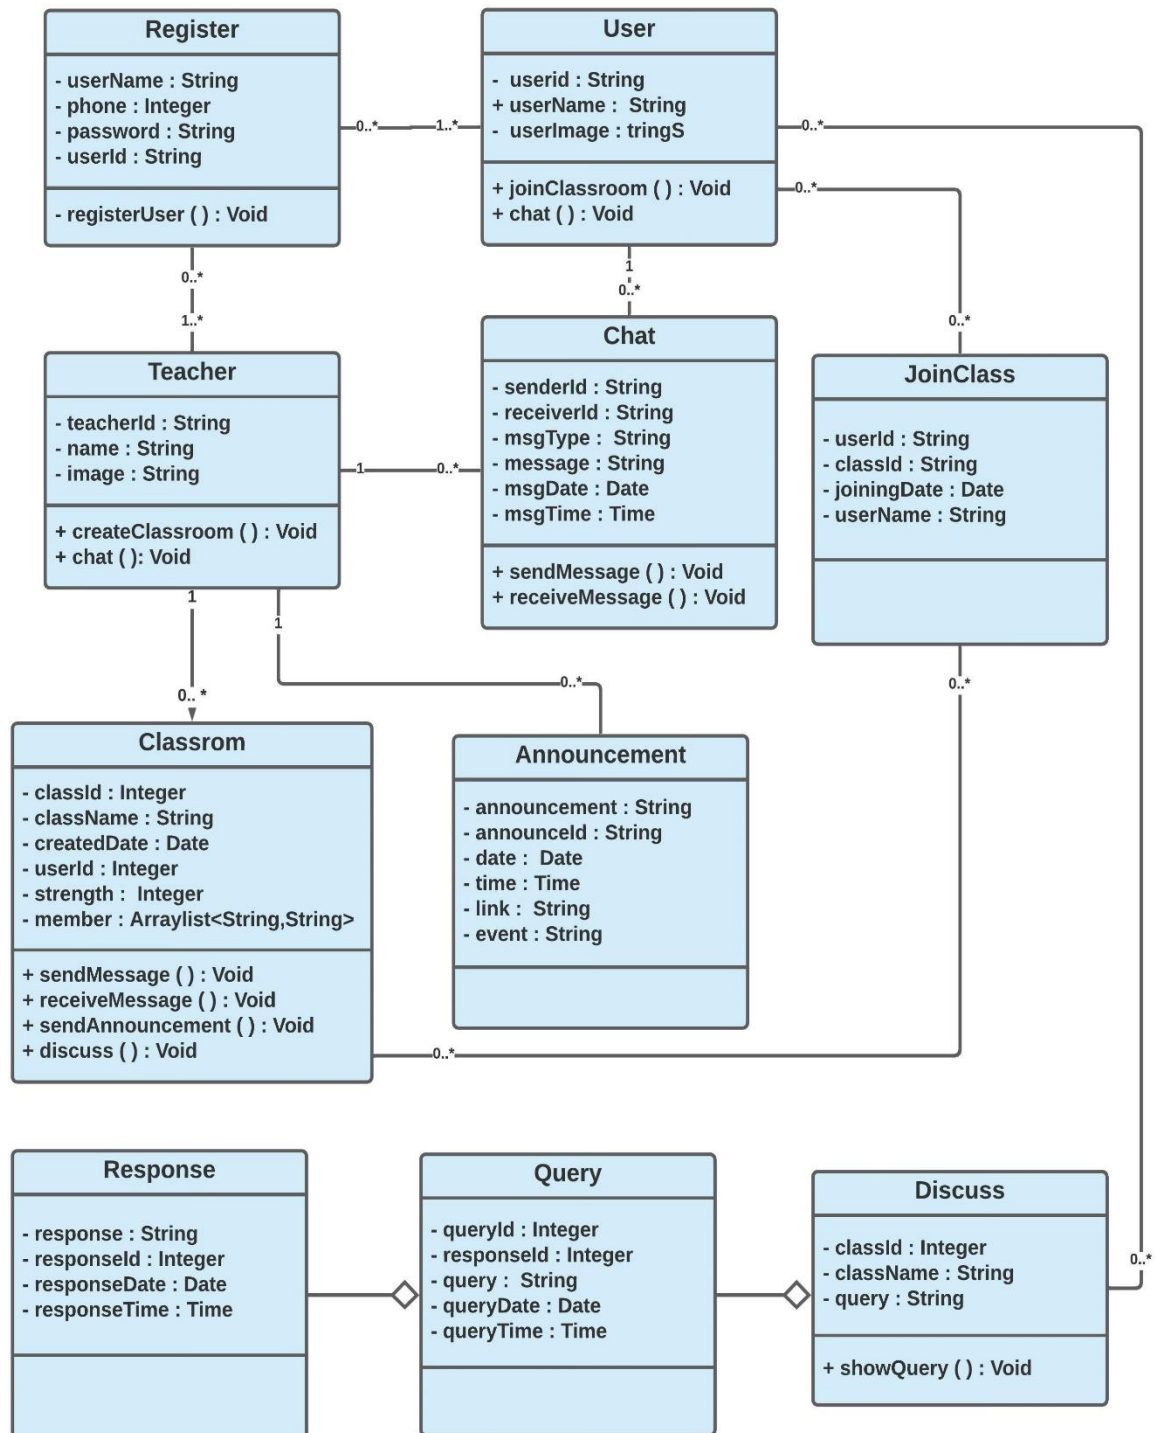 Register
- userName : String
- phone : Integer
- password : String
- userId : String
- registerUser ( ) : Void
User
- userid : String
+ userName : String
- userImage : tringS
+ joinClassroom ( ) : Void
+ chat ( ) : Void
0..*
1..*
0..*
0..*
0..*
1..*
1
0..*
0..*
Teacher
- teacherId : String
- name : String
- image : String
+ createClassroom ( ) : Void
+ chat ( ): Void
1
0..*
Chat
- senderId : String
- receiverId : String
- msgType : String
- message : String
- msgDate : Date
- msgTime : Time
+ sendMessage ( ) : Void
+ receiveMessage ( ) : Void
JoinClass
- userId : String
- classId : String
- joiningDate : Date
- userName : String
1
1
0.. *
0..*
0..*
Classrom
- classId : Integer
- className : String
- createdDate : Date
- userId : Integer
- strength : Integer
- member : Arraylist<String,String>
+ sendMessage ( ) : Void
+ receiveMessage ( ) : Void
+ sendAnnouncement ( ) : Void
+ discuss ( ) : Void
Announcement
- announcement : String
- announceId : String
- date : Date
- time : Time
- link : String
- event : String
0..*
Response
- response : String
- responseId : Integer
- responseDate : Date
- responseTime : Time
Query
- queryId : Integer
- responseId : Integer
- query : String
- queryDate : Date
- queryTime : Time
Discuss
- classId : Integer
- className : String
- query : String
+ showQuery ( ) : Void
0..*